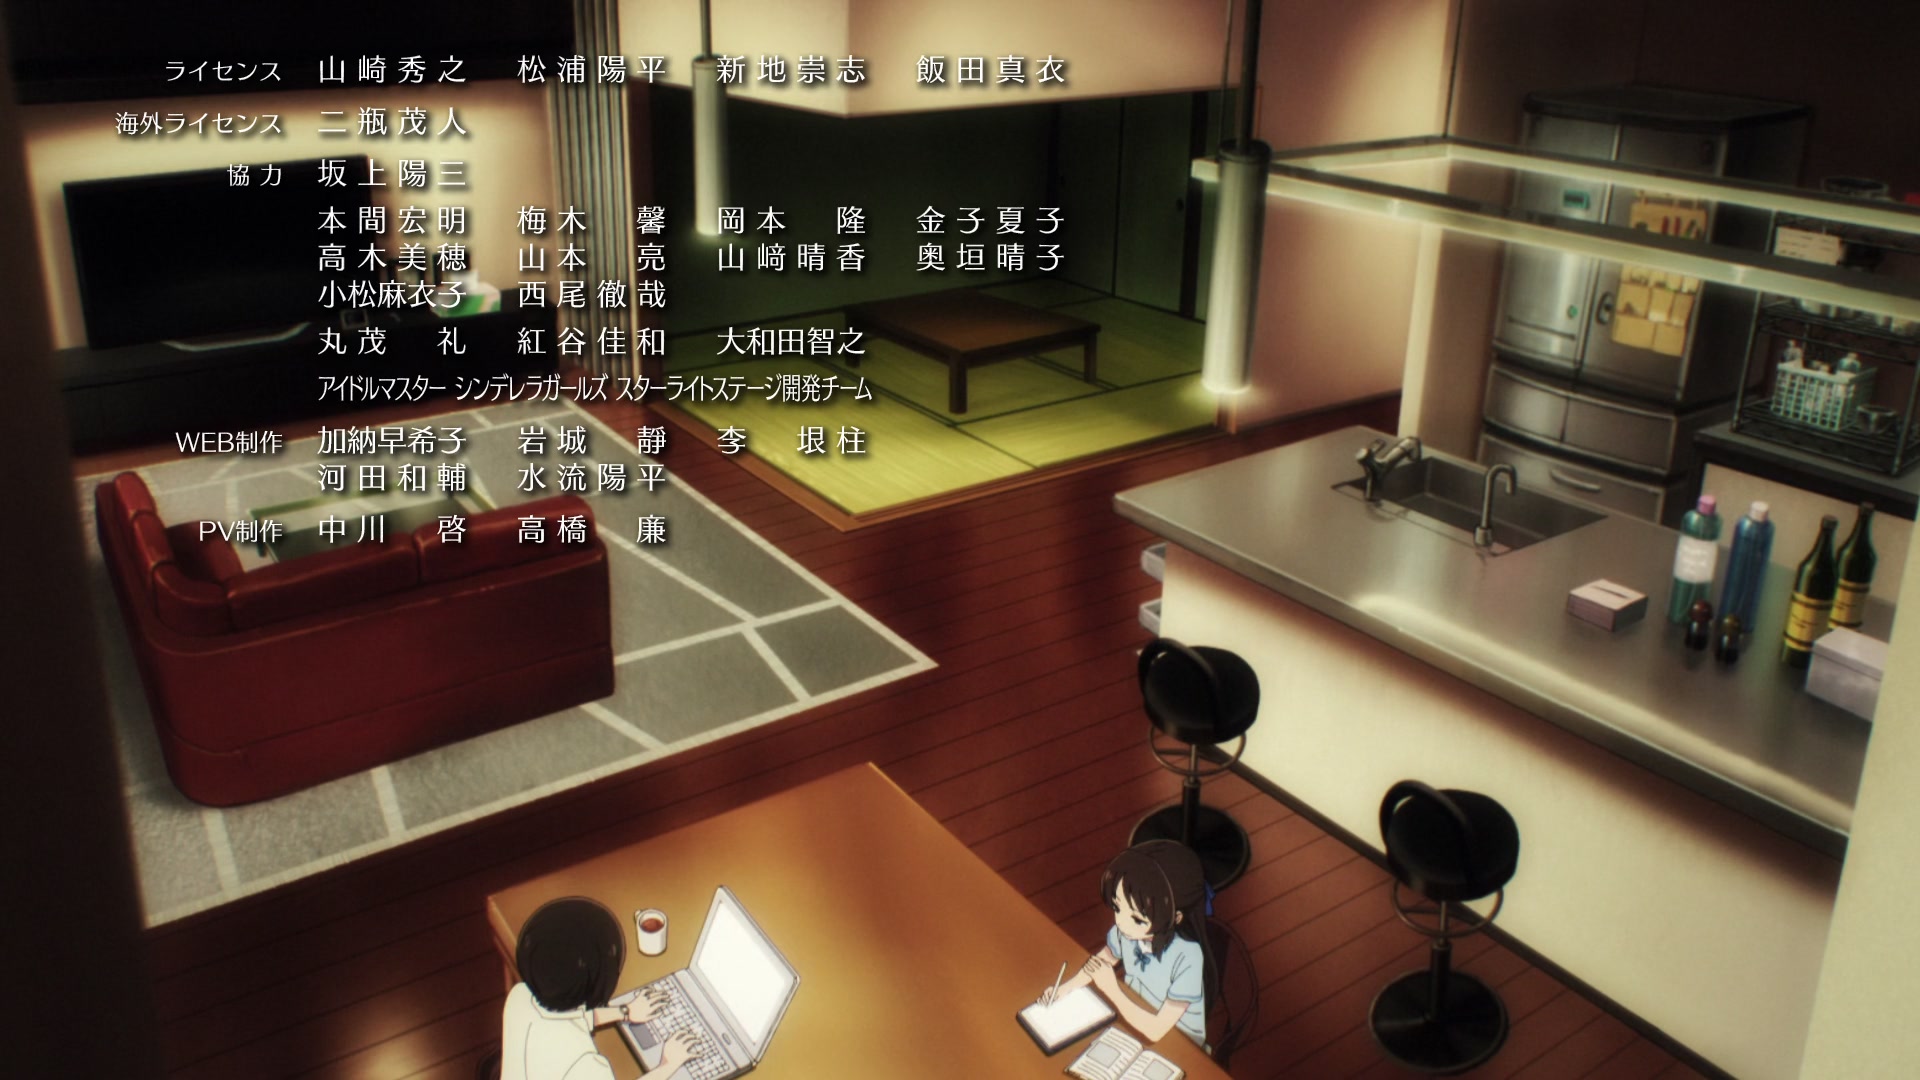 ライセンス 山崎秀之 松浦陽平 新地崇志 飯田真衣
海外ライセンス 二瓶茂人
協力 坂上陽三
本間宏明 梅木馨 岡本隆 金子夏子
高木美穂 山本亮 山﨑晴香 奥垣晴子
小松麻衣子 西尾徹哉
丸茂礼 紅谷佳和 大和田智之
アイドルマスター シンデレラガールズ スターライトステージ開発チーム
WEB制作 加納早希子 岩城靜 李垠柱
河田和輔 水流陽平
PV制作 中川啓 高橋廉